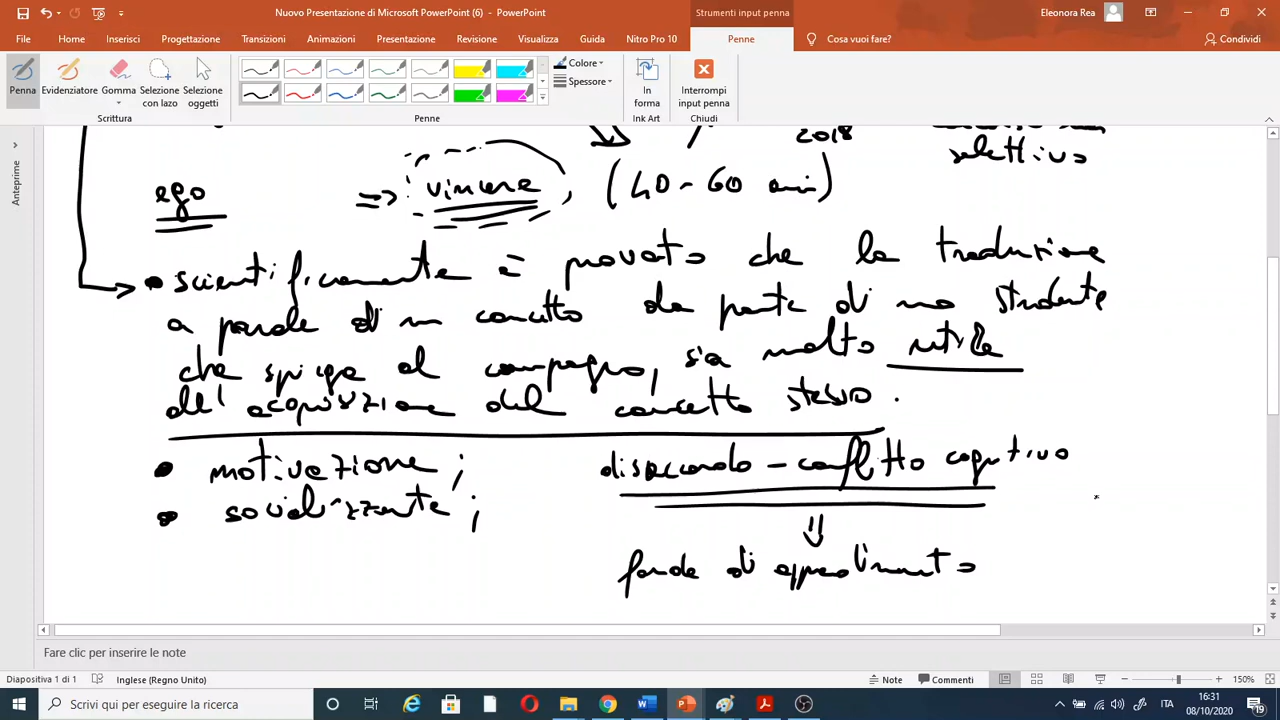 Nuovo Presentazione di Microsoft PowerPoint (6) - PowerPoint
Strumenti input penna
Eleonora Rea
File Home Inserisci Progettazione Transizioni Animazioni Presentazione Revisione Visualizza Guida Nitro Pro 10 Penne Cosa vuoi fare? Condividi
Penna Evidenziatore Gomma Selezione con lazo Selezione oggetti
Colore
Spessore
In forma
Interrompi input penna
Scrittura Penne Ink Art Chiudi
Anteprime
2018
selettivo
ego => vincere (40-60 anni)
• scientificamente è provato che la traduzione
a parole di un concetto da parte di uno studente
che spiega al compagno, sia molto utile
all'acquisizione del concetto stesso.
• motivazione; disaccordo - conflitto cognitivo
• socializzante;
⇓
fonte di apprendimento
Fare clic per inserire le note
Diapositiva 1 di 1 Inglese (Regno Unito) Note Commenti 150%
Scrivi qui per eseguire la ricerca
ITA
16:31
08/10/2020
19